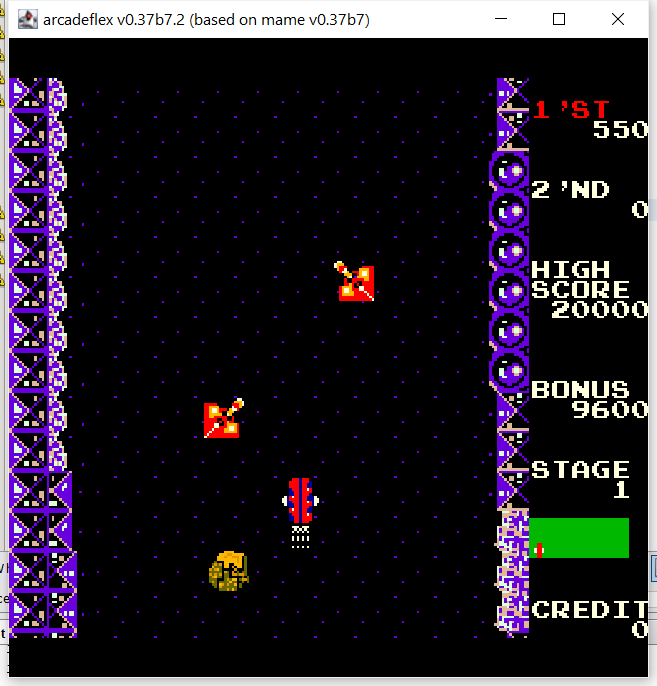 arcadeflex v0.37b7.2 (based on mame v0.37b7)
1 'ST
550
2 'ND
0
HIGH
SCORE
20000
BONUS
9600
STAGE
1
CREDIT
0